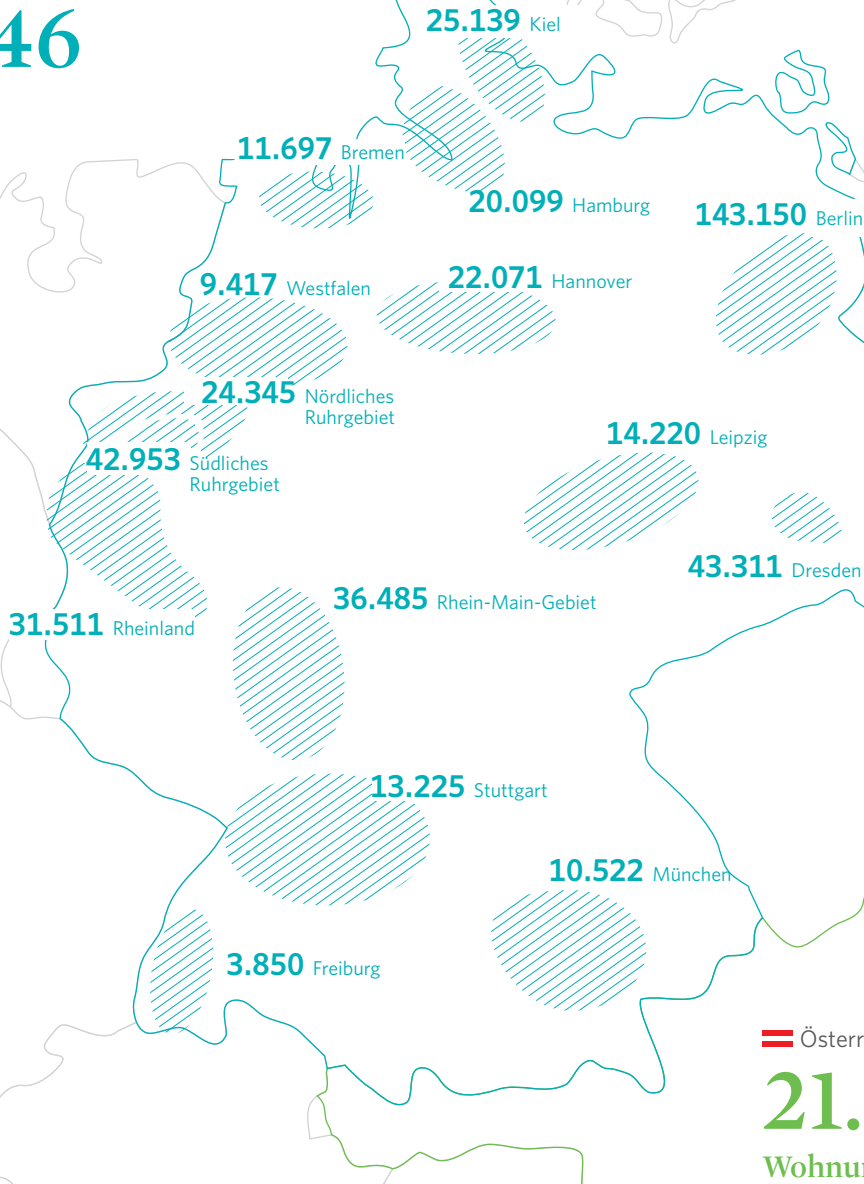 46
25.139 Kiel
11.697 Bremen
20.099 Hamburg
143.150 Berlin
9.417 Westfalen
22.071 Hannover
24.345 Nördliches
Ruhrgebiet
14.220 Leipzig
42.953 Südliches
Ruhrgebiet
43.311 Dresden
36.485 Rhein-Main-Gebiet
31.511 Rheinland
13.225 Stuttgart
10.522 München
3.850 Freiburg
Österr
21.
Wohnu